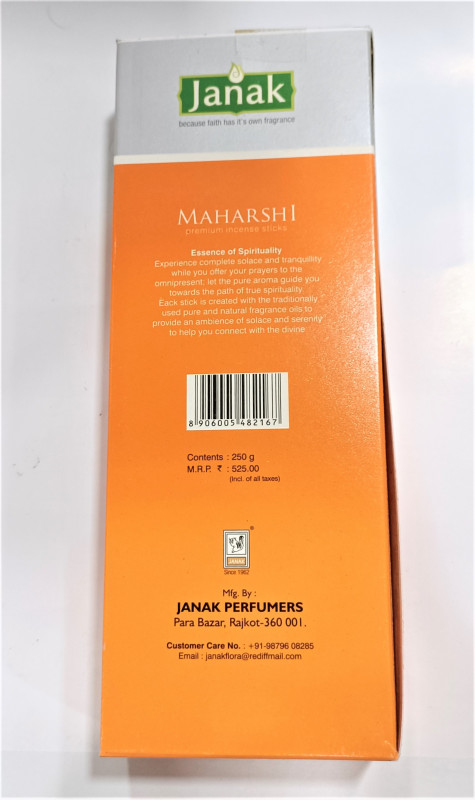 Janak
because faith has it's own fragrance
MAHARSHI
premium incense sticks
Essence of Spirituality
Experience complete solace and tranquility
while you offer your prayers to the
omnipresent; let the pure aroma guide you
towards the path of true spirituality.
Eack stick is created with the traditionally
used pure and natural fragrance oils to
provide an ambience of solace and serenity
to help you connect with the divine.
8 906005 482167
Contents : 250 g
M.R.P. ₹ : 525.00
(Incl. of all taxes)
®
JANAK
Since 1962
Mfg. By :
JANAK PERFUMERS
Para Bazar, Rajkot-360 001.
Customer Care No. : +91-98796 08285
Email : janakflora@rediffmail.com